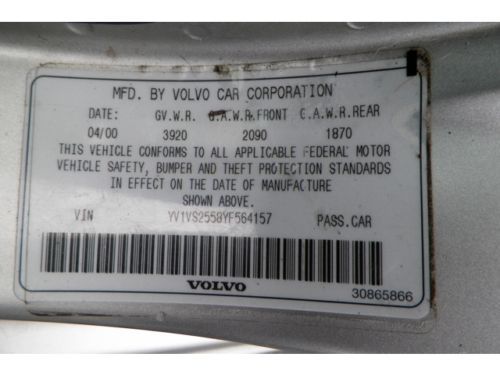 MFD. BY VOLVO CAR CORPORATION
DATE: GV.W.R. G.A.W.R.FRONT G.A.W.R.REAR
04/00 3920 2090 1870
THIS VEHICLE CONFORMS TO ALL APPLICABLE FEDERAL MOTOR
VEHICLE SAFETY, BUMPER AND THEFT PROTECTION STANDARDS
IN EFFECT ON THE DATE OF MANUFACTURE
SHOWN ABOVE.
VIN YV1VS2559YF564157 PASS.CAR
VOLVO
30865866